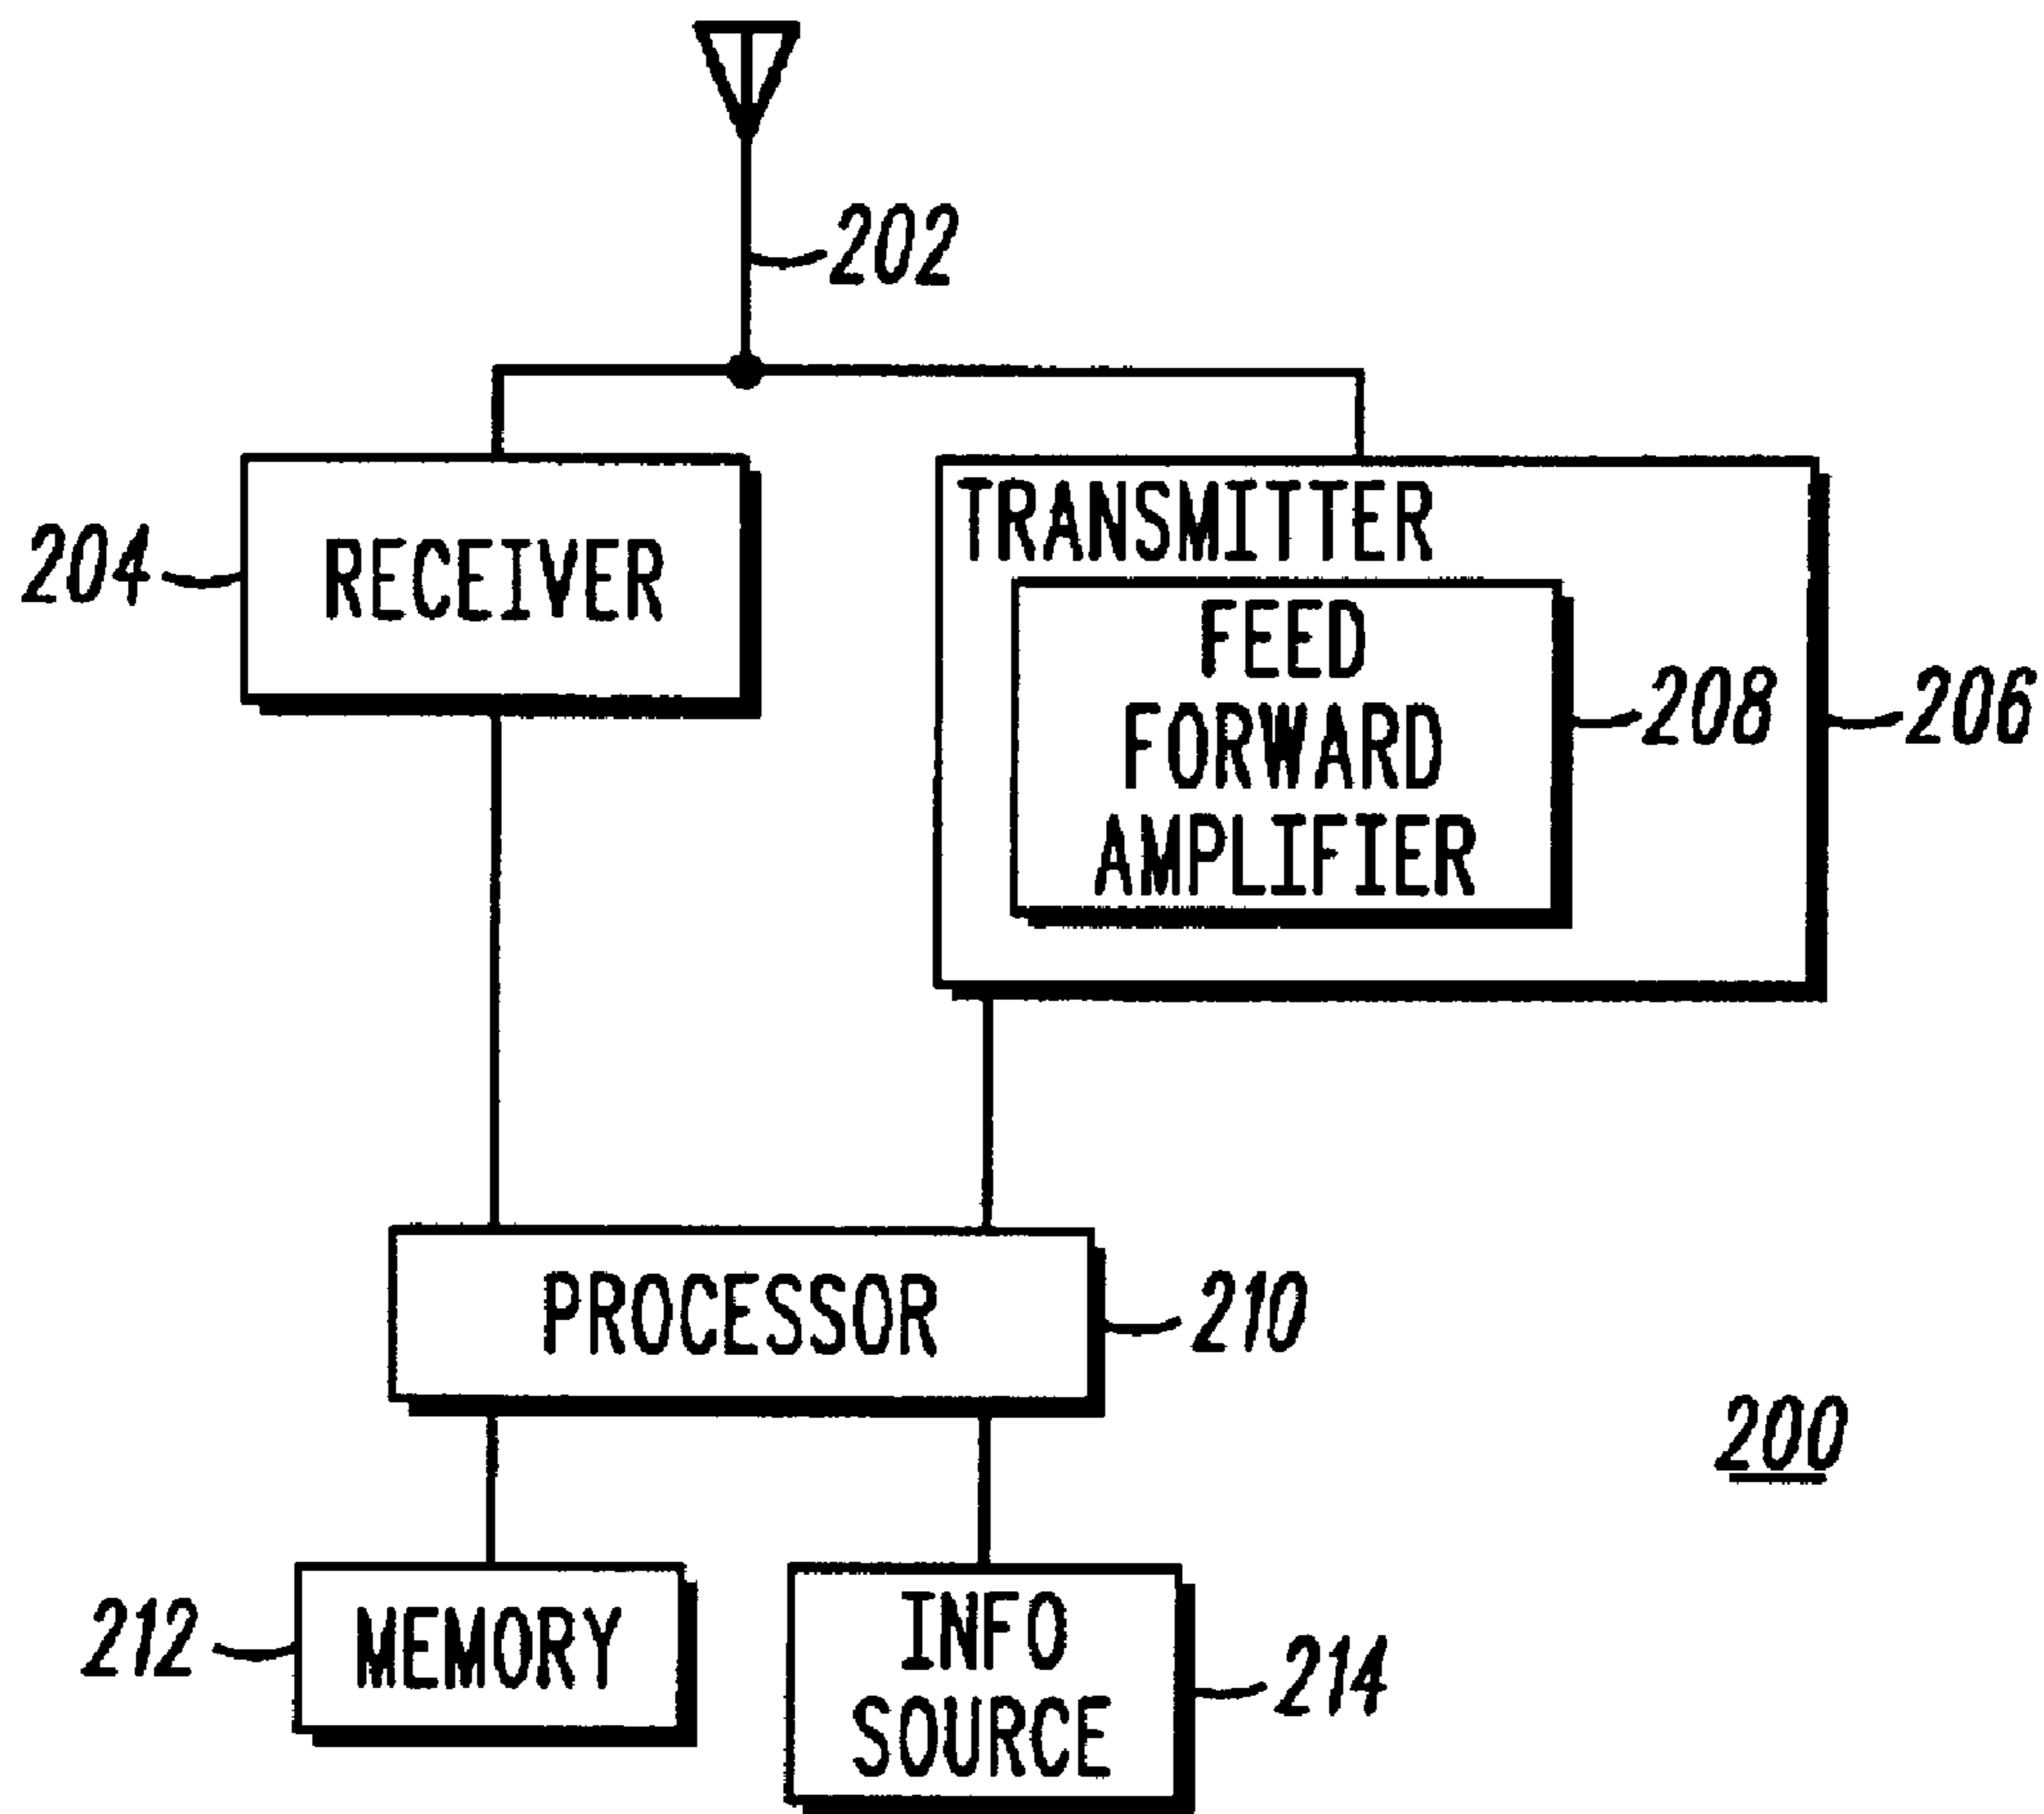 202
204
RECEIVER
TRANSMITTER
FEED
FORWARD
AMPLIFIER
208
206
PROCESSOR
210
200
212
MEMORY
INFO
SOURCE
214